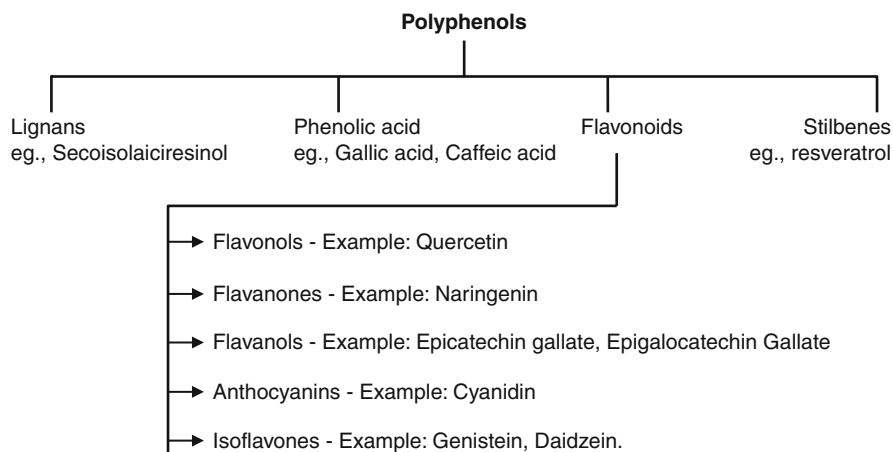 Polyphenols
Lignans
eg., Secoisolaiciresinol
Phenolic acid
eg., Gallic acid, Caffeic acid
Flavonoids
Stilbenes
eg., resveratrol
Flavonols - Example: Quercetin
Flavanones - Example: Naringenin
Flavanols - Example: Epicatechin gallate, Epigalocatechin Gallate
Anthocyanins - Example: Cyanidin
Isoflavones - Example: Genistein, Daidzein.